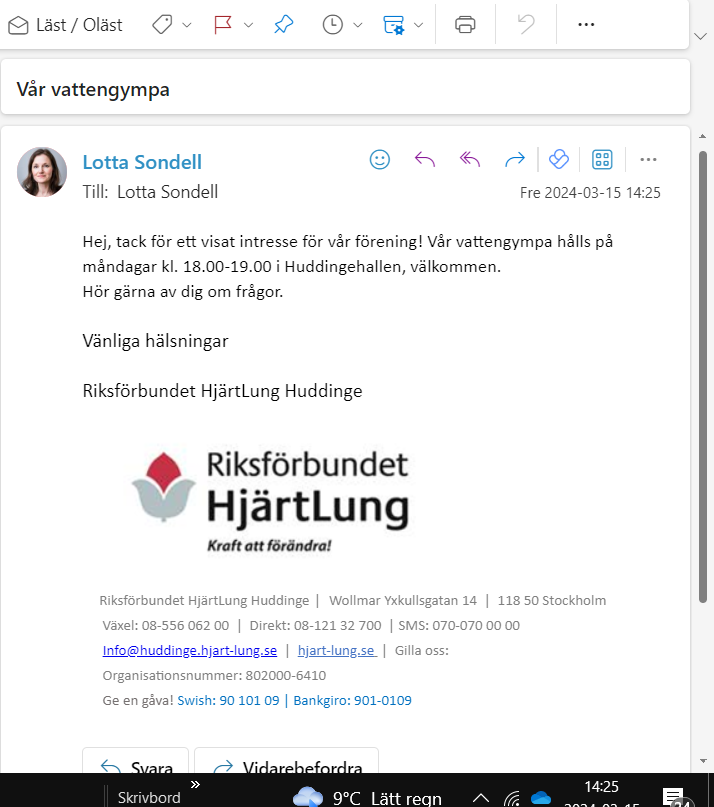 Läst / Oläst
Vår vattengympa
Lotta Sondell
Till: Lotta Sondell
Fre 2024-03-15 14:25
Hej, tack för ett visat intresse för vår förening! Vår vattengympa hålls på
måndagar kl. 18.00-19.00 i Huddingehallen, välkommen.
Hör gärna av dig om frågor.
Vänliga hälsningar
Riksförbundet HjärtLung Huddinge
Riksförbundet
HjärtLung
Kraft att förändra!
Riksförbundet HjärtLung Huddinge | Wollmar Yxkullsgatan 14 | 118 50 Stockholm
Växel: 08-556 062 00 | Direkt: 08-121 32 700 | SMS: 070-070 00 00
Info@huddinge.hjart-lung.se | hjart-lung.se | Gilla oss:
Organisationsnummer: 802000-6410
Ge en gåva! Swish: 90 101 09 | Bankgiro: 901-0109
Svara
Vidarebefordra
Skrivbord
9°C Lätt regn
14:25
2024-03-15
24